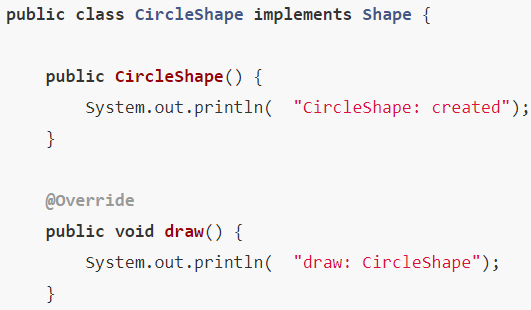 public class CircleShape implements Shape {
public CircleShape() {
System.out.println(  "CircleShape: created");
}
@Override
public void draw() {
System.out.println(  "draw: CircleShape");
}